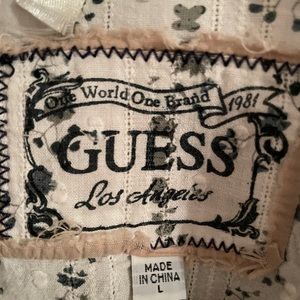 One World One Brand 1981
GUESS
Los Angeles
MADE
IN CHINA
L